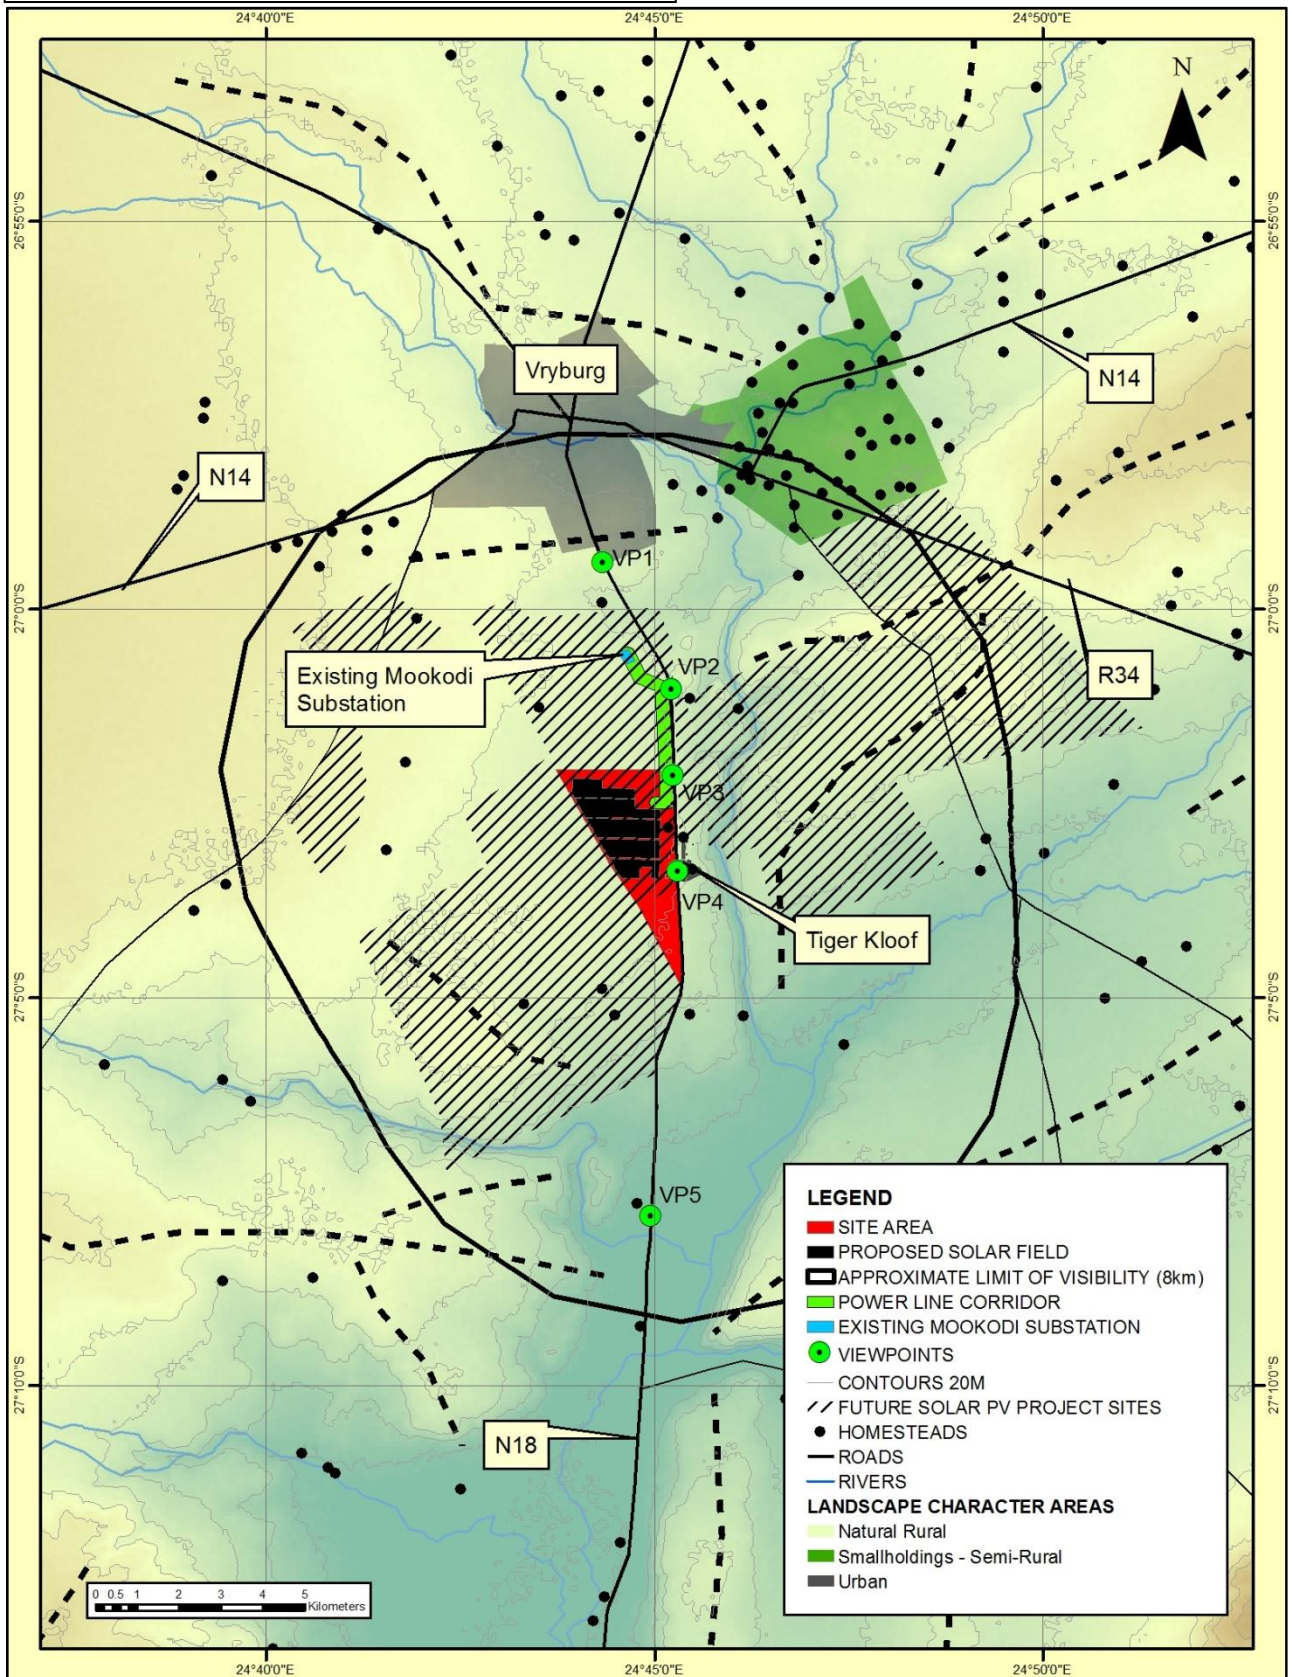 24°40'0"E
24°45'0"E
24°50'0"E
N
26°55'0"S
26°55'0"S
Vryburg
N14
N14
VP1
27°0'0"S
27°0'0"S
Existing Mookodi
Substation
VP2
R34
VP3
VP4
Tiger Kloof
27°5'0"S
27°5'0"S
VP5
LEGEND
SITE AREA
PROPOSED SOLAR FIELD
APPROXIMATE LIMIT OF VISIBILITY (8km)
POWER LINE CORRIDOR
EXISTING MOOKODI SUBSTATION
VIEWPOINTS
CONTOURS 20M
FUTURE SOLAR PV PROJECT SITES
HOMESTEADS
ROADS
RIVERS
LANDSCAPE CHARACTER AREAS
Natural Rural
Smallholdings - Semi-Rural
Urban
27°10'0"S
27°10'0"S
N18
0 0.5 1 2 3 4 5
Kilometers
24°40'0"E
24°45'0"E
24°50'0"E